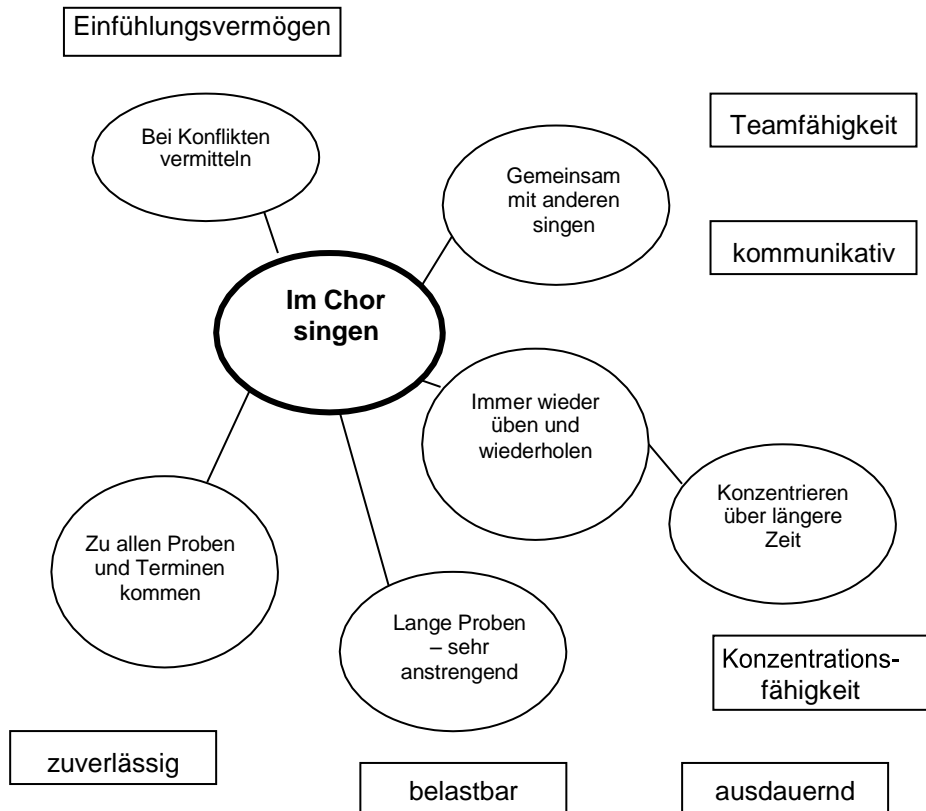 Einfühlungsvermögen
Bei Konflikten
vermitteln
Teamfähigkeit
Gemeinsam
mit anderen
singen
kommunikativ
Im Chor
singen
Immer wieder
üben und
wiederholen
Konzentrieren
über längere
Zeit
Zu allen Proben
und Terminen
kommen
Lange Proben
– sehr
anstrengend
Konzentrations-
fähigkeit
zuverlässig
belastbar
ausdauernd